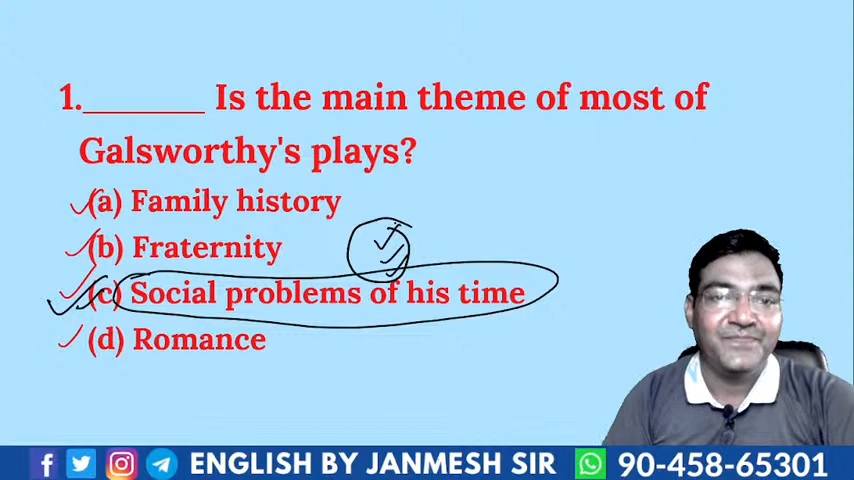 1._______ Is the main theme of most of
Galsworthy's plays?
(a) Family history
(b) Fraternity
(c) Social problems of his time
(d) Romance
ENGLISH BY JANMESH SIR 90-458-65301